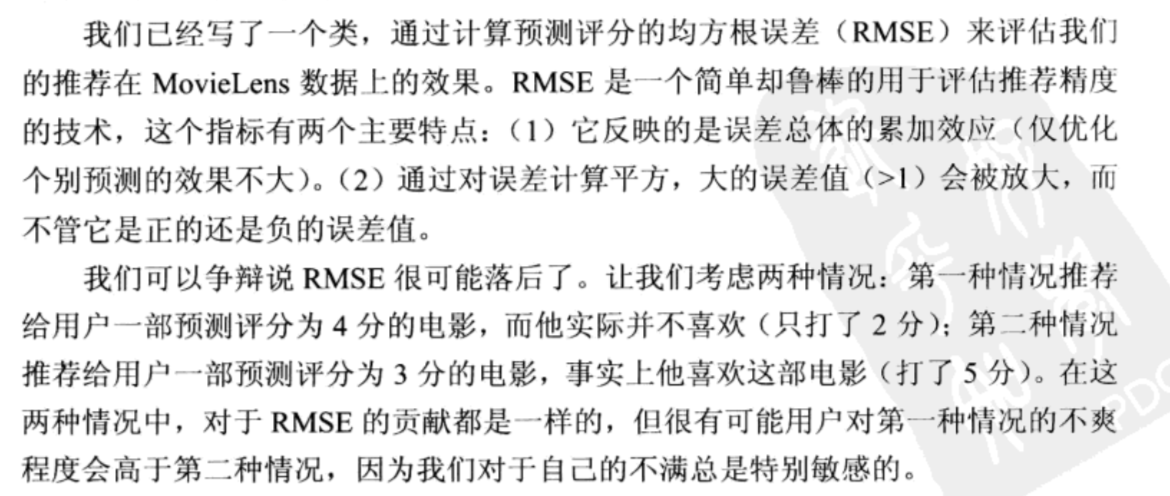 我们已经写了一个类，通过计算预测评分的均方根误差（RMSE）来评估我们
的推荐在 MovieLens 数据上的效果。RMSE 是一个简单却鲁棒的用于评估推荐精度
的技术，这个指标有两个主要特点：（1）它反映的是误差总体的累加效应（仅优化
个别预测的效果不大）。（2）通过对误差计算平方，大的误差值（>1）会被放大，而
不管它是正的还是负的误差值。
我们可以争辩说 RMSE 很可能落后了。让我们考虑两种情况：第一种情况推荐
给用户一部预测评分为 4 分的电影，而他实际并不喜欢（只打了 2 分）；第二种情况
推荐给用户一部预测评分为 3 分的电影，事实上他喜欢这部电影（打了 5 分）。在这
两种情况中，对于 RMSE 的贡献都是一样的，但很有可能用户对第一种情况的不爽
程度会高于第二种情况，因为我们对于自己的不满总是特别敏感的。
PDG